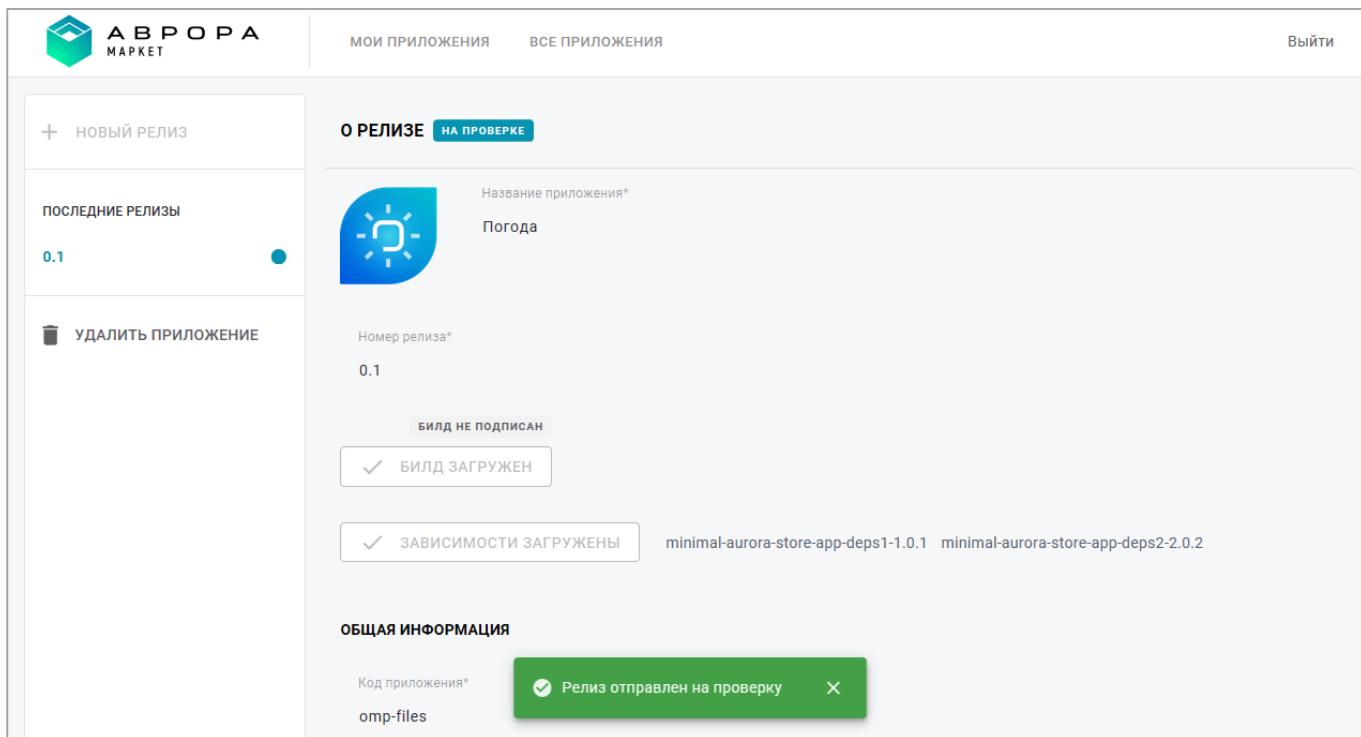 АВРОРА
МАРКЕТ
МОИ ПРИЛОЖЕНИЯ ВСЕ ПРИЛОЖЕНИЯ Выйти
НОВЫЙ РЕЛИЗ
ПОСЛЕДНИЕ РЕЛИЗЫ
0.1
УДАЛИТЬ ПРИЛОЖЕНИЕ
О РЕЛИЗЕ НА ПРОВЕРКЕ
Название приложения*
Погода
Номер релиза*
0.1
БИЛД НЕ ПОДПИСАН
БИЛД ЗАГРУЖЕН
ЗАВИСИМОСТИ ЗАГРУЖЕНЫ minimal-aurora-store-app-deps1-1.0.1 minimal-aurora-store-app-deps2-2.0.2
ОБЩАЯ ИНФОРМАЦИЯ
Код приложения*
omp-files
Релиз отправлен на проверку